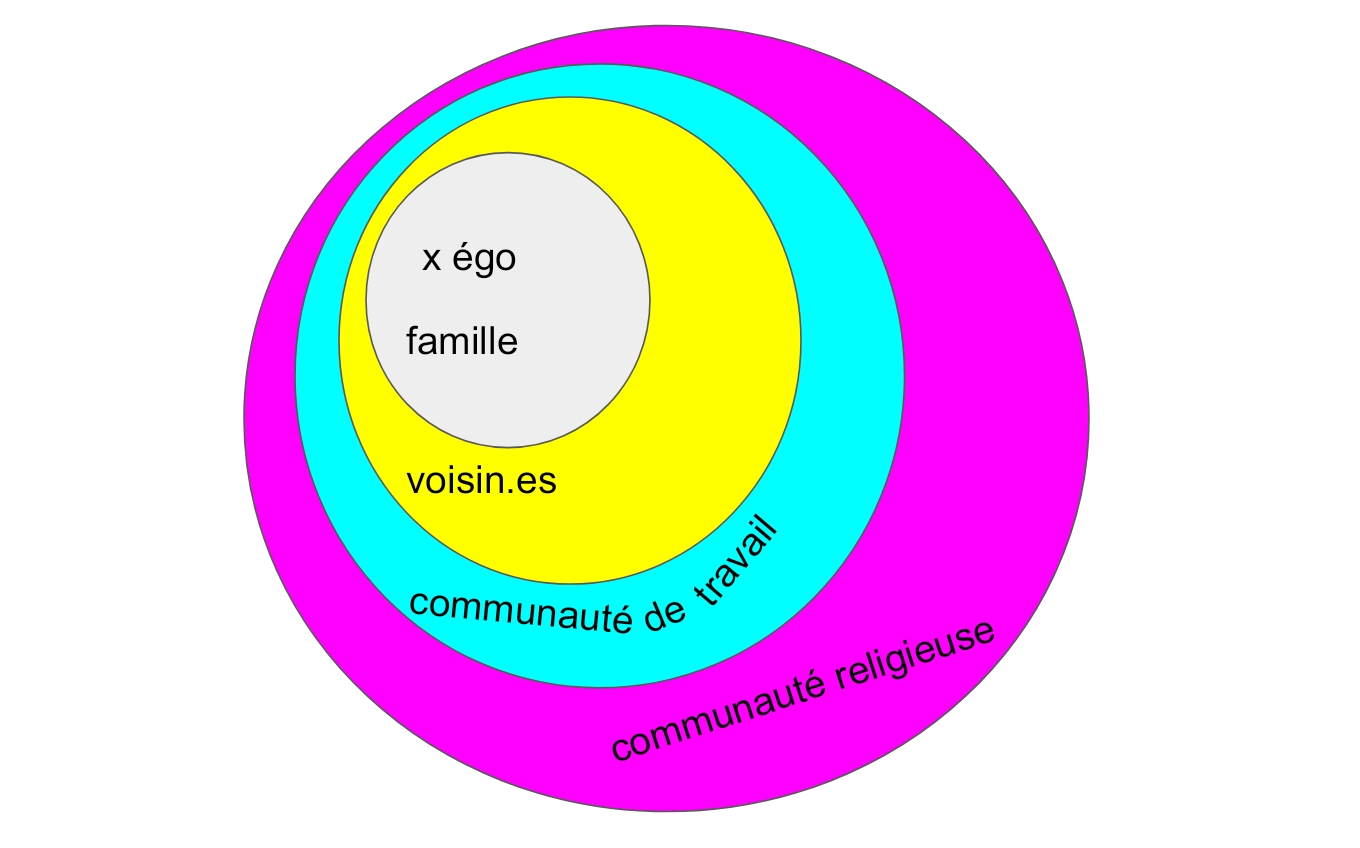 x égo
famille
voisin.es
communauté de travail
communauté religieuse